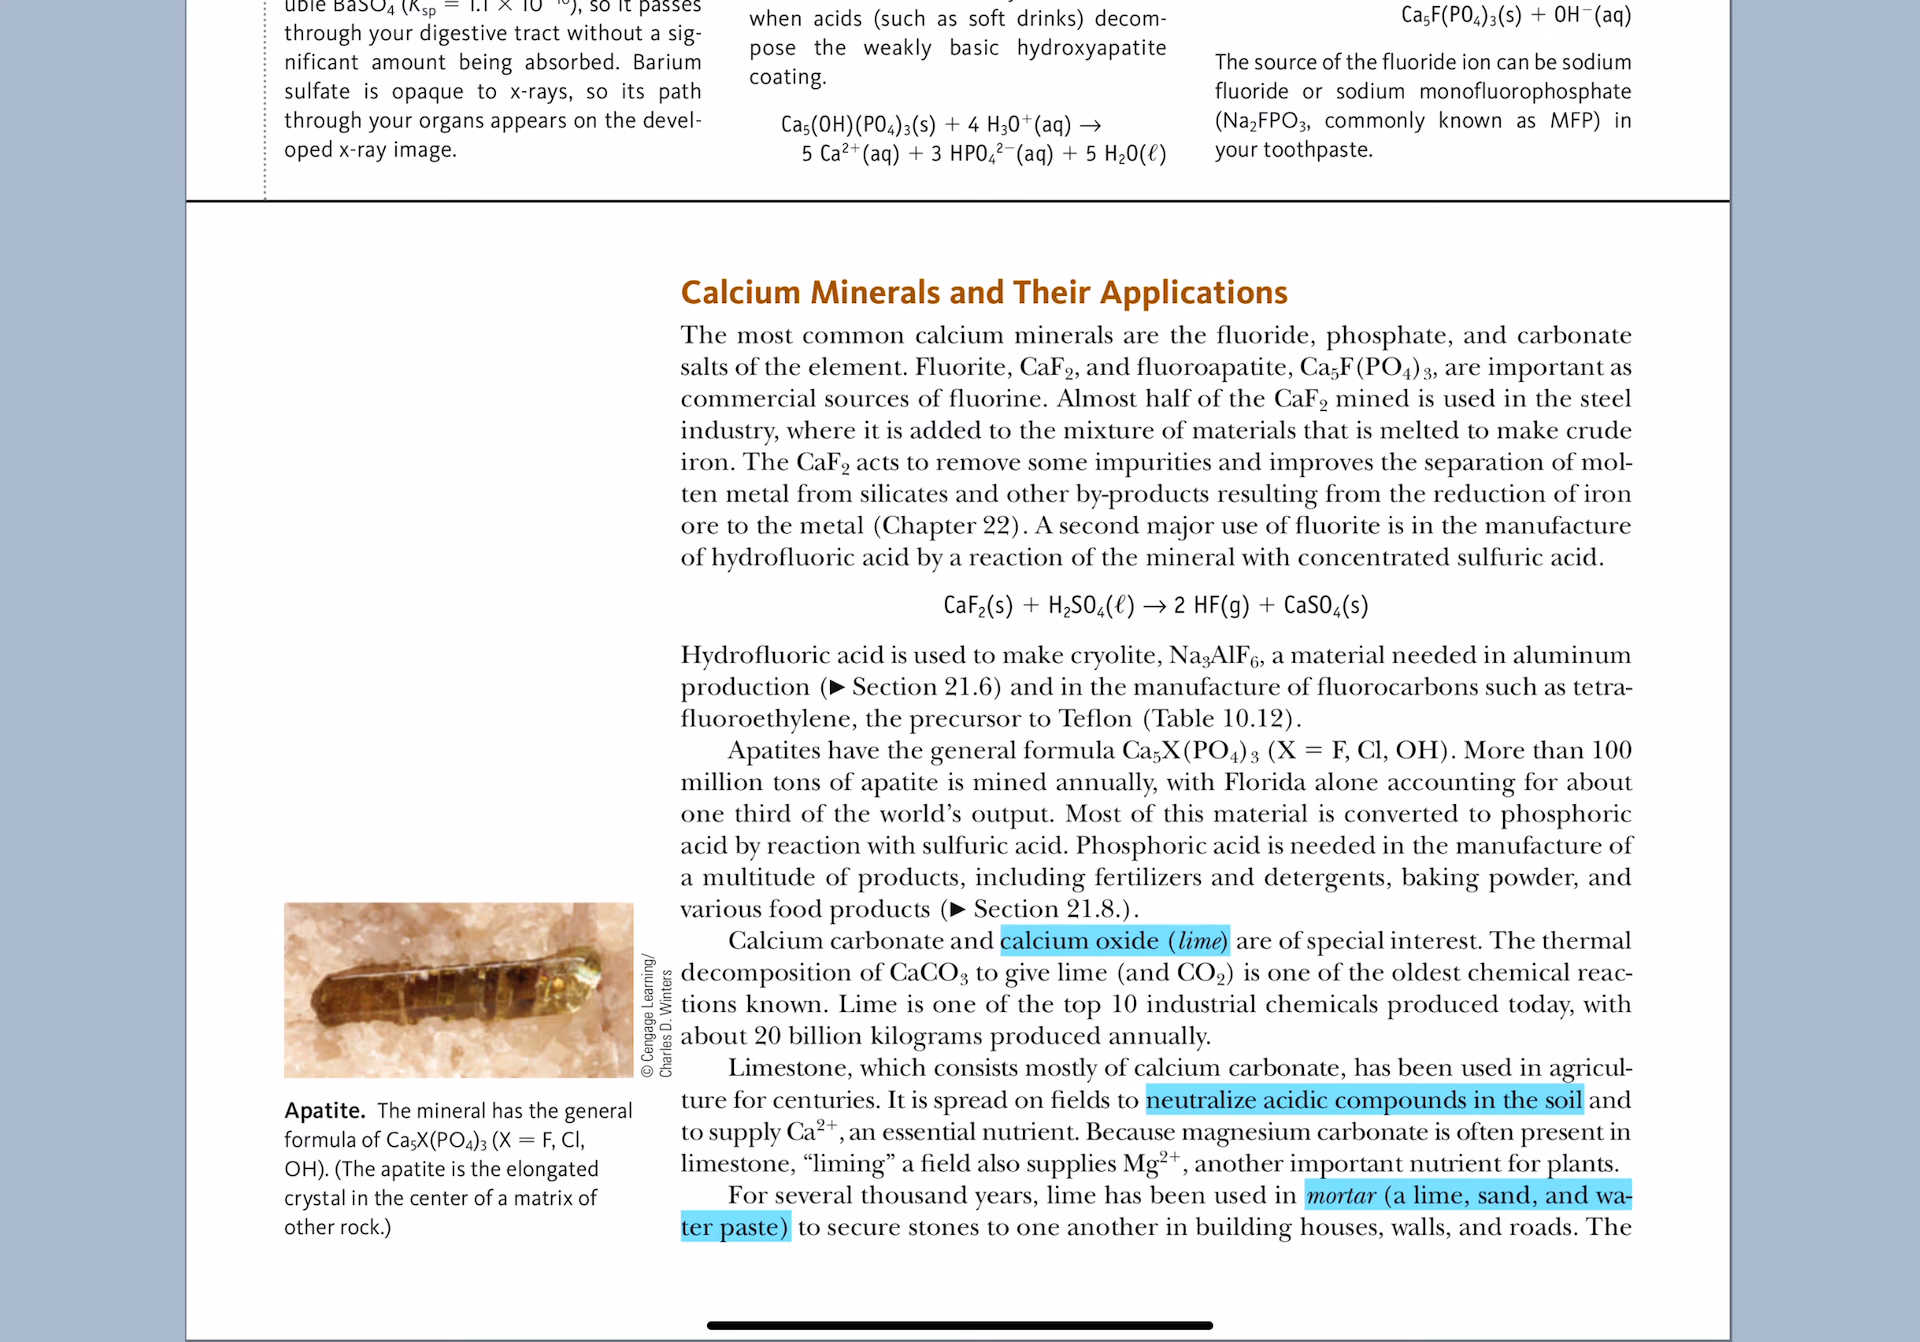 uble BaSO₄ (Ksp = 1.1 × 10⁻¹⁰), so it passes
through your digestive tract without a sig-
nificant amount being absorbed. Barium
sulfate is opaque to x-rays, so its path
through your organs appears on the devel-
oped x-ray image.
when acids (such as soft drinks) decom-
pose the weakly basic hydroxyapatite
coating.
Ca₅(OH)(PO₄)₃(s) + 4 H₃O⁺(aq) →
5 Ca²⁺(aq) + 3 HPO₄²⁻(aq) + 5 H₂O(ℓ)
Ca₅F(PO₄)₃(s) + OH⁻(aq)
The source of the fluoride ion can be sodium
fluoride or sodium monofluorophosphate
(Na₂FPO₃, commonly known as MFP) in
your toothpaste.
Calcium Minerals and Their Applications
The most common calcium minerals are the fluoride, phosphate, and carbonate
salts of the element. Fluorite, CaF₂, and fluoroapatite, Ca₅F(PO₄)₃, are important as
commercial sources of fluorine. Almost half of the CaF₂ mined is used in the steel
industry, where it is added to the mixture of materials that is melted to make crude
iron. The CaF₂ acts to remove some impurities and improves the separation of mol-
ten metal from silicates and other by-products resulting from the reduction of iron
ore to the metal (Chapter 22). A second major use of fluorite is in the manufacture
of hydrofluoric acid by a reaction of the mineral with concentrated sulfuric acid.
CaF₂(s) + H₂SO₄(ℓ) → 2 HF(g) + CaSO₄(s)
Hydrofluoric acid is used to make cryolite, Na₃AlF₆, a material needed in aluminum
production (▶ Section 21.6) and in the manufacture of fluorocarbons such as tetra-
fluoroethylene, the precursor to Teflon (Table 10.12).
Apatites have the general formula Ca₅X(PO₄)₃ (X = F, Cl, OH). More than 100
million tons of apatite is mined annually, with Florida alone accounting for about
one third of the world's output. Most of this material is converted to phosphoric
acid by reaction with sulfuric acid. Phosphoric acid is needed in the manufacture of
a multitude of products, including fertilizers and detergents, baking powder, and
various food products (▶ Section 21.8.).
Calcium carbonate and calcium oxide (lime) are of special interest. The thermal
decomposition of CaCO₃ to give lime (and CO₂) is one of the oldest chemical reac-
tions known. Lime is one of the top 10 industrial chemicals produced today, with
about 20 billion kilograms produced annually.
Limestone, which consists mostly of calcium carbonate, has been used in agricul-
ture for centuries. It is spread on fields to neutralize acidic compounds in the soil and
to supply Ca²⁺, an essential nutrient. Because magnesium carbonate is often present in
limestone, “liming” a field also supplies Mg²⁺, another important nutrient for plants.
For several thousand years, lime has been used in mortar (a lime, sand, and wa-
ter paste) to secure stones to one another in building houses, walls, and roads. The
© Cengage Learning/
Charles D. Winters
Apatite. The mineral has the general
formula of Ca₅X(PO₄)₃ (X = F, Cl,
OH). (The apatite is the elongated
crystal in the center of a matrix of
other rock.)